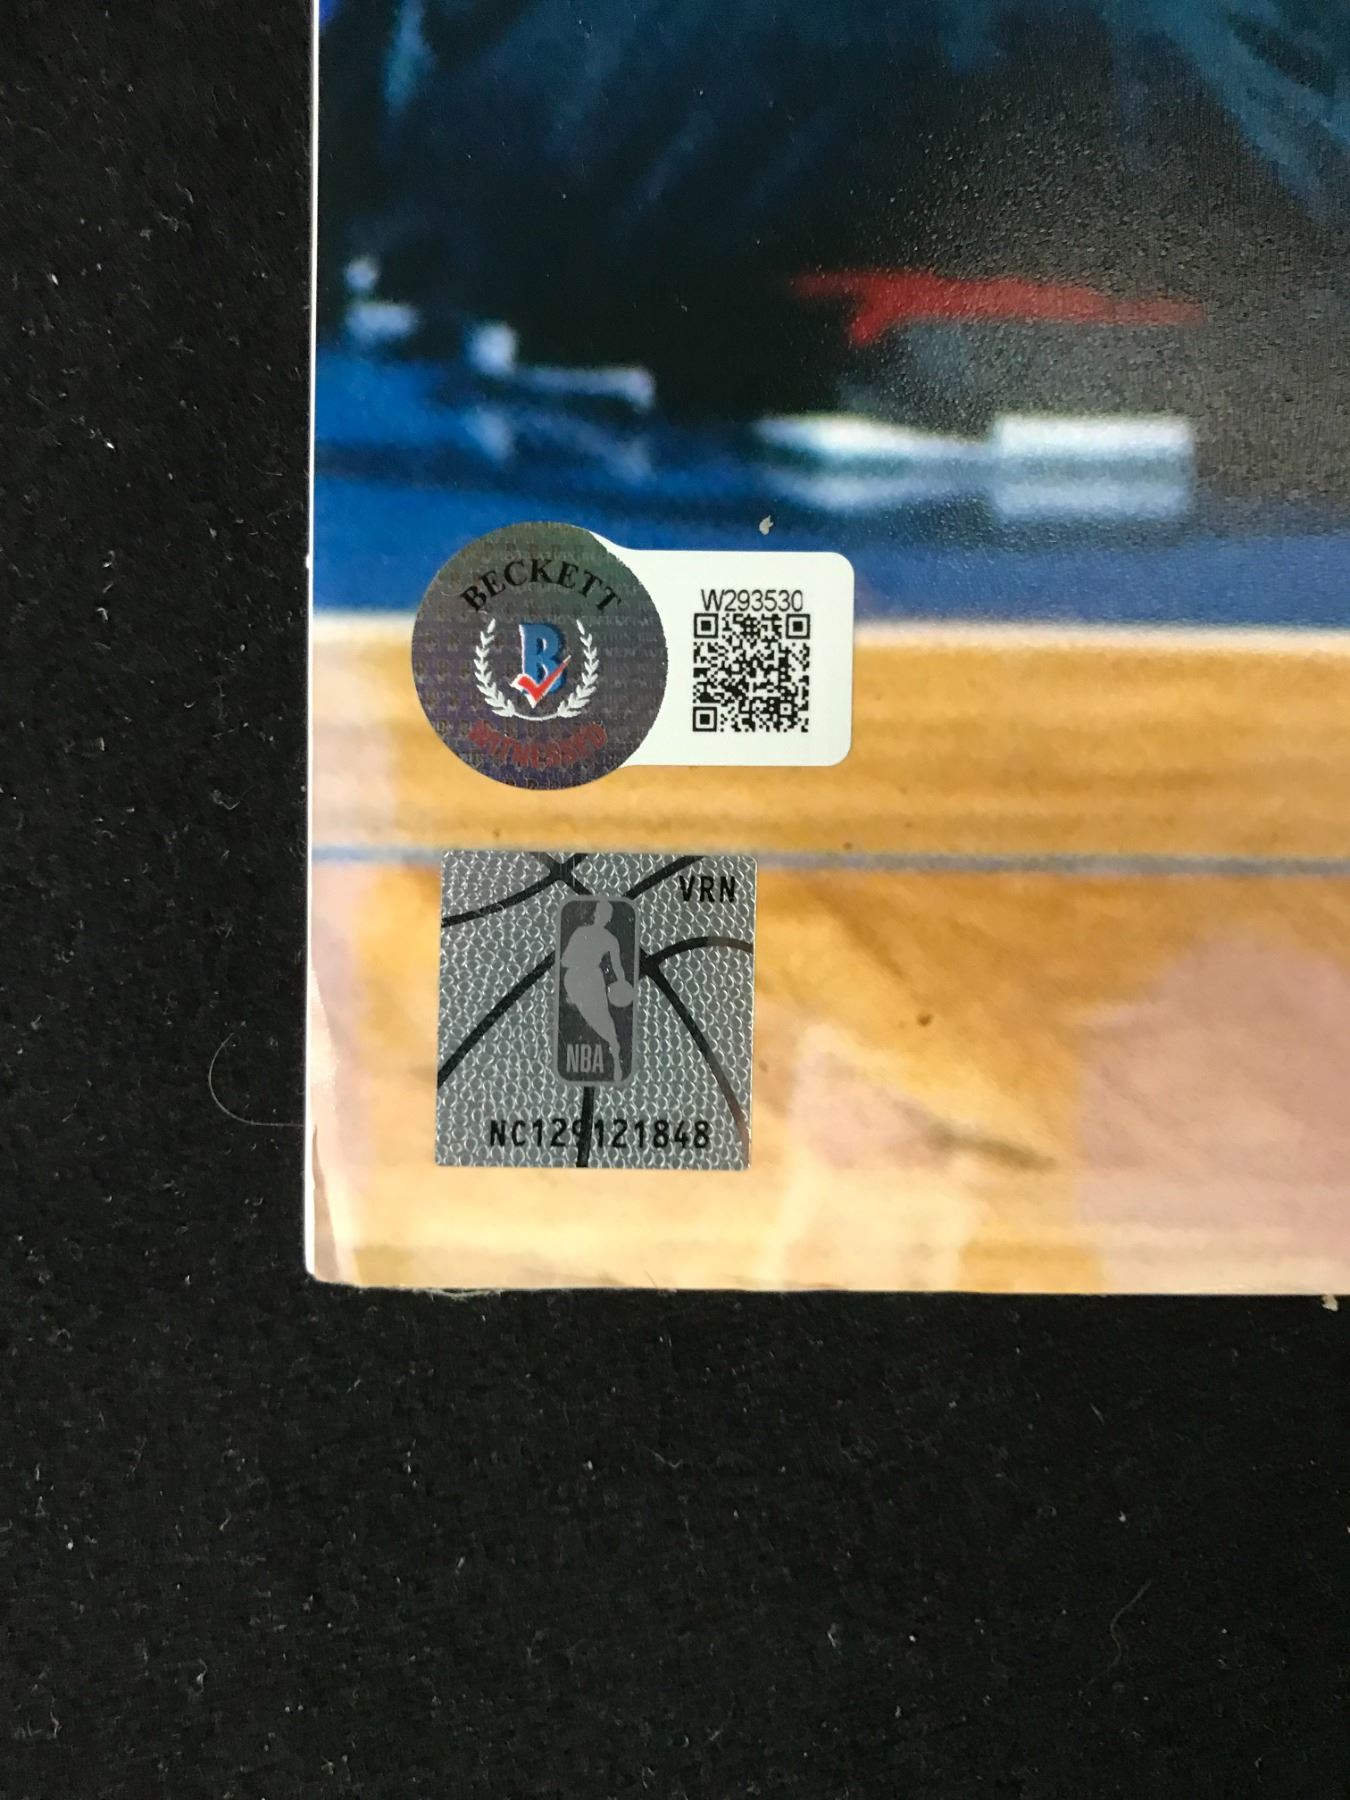 BECKETT
B
WITNESSED
W293530
VRN
NBA
NC129121848